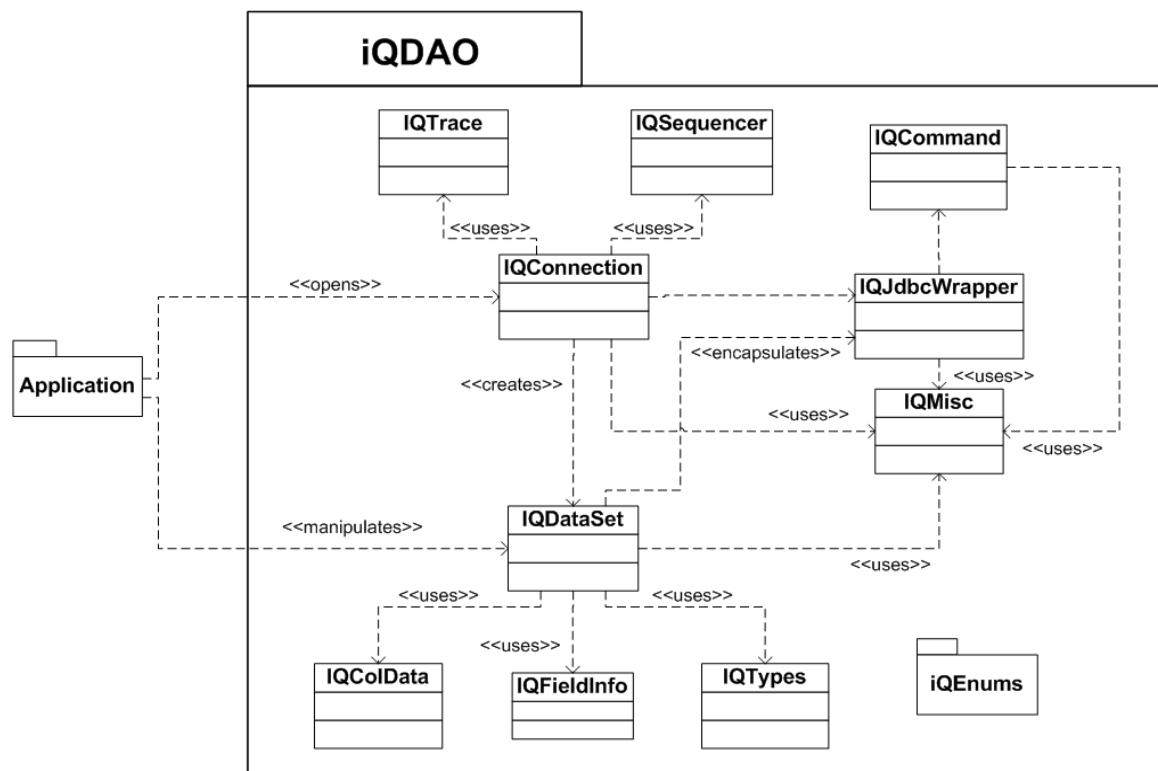 iQDAO
IQTrace
IQSequencer
IQCommand
<<uses>>
<<uses>>
IQConnection
<<opens>>
IQJdbcWrapper
<<encapsulates>>
Application
<<creates>>
<<uses>>
IQMisc
<<uses>>
<<uses>>
IQDataSet
<<manipulates>>
<<uses>>
<<uses>>
<<uses>>
<<uses>>
IQColData
IQFieldInfo
IQTypes
iQEnums